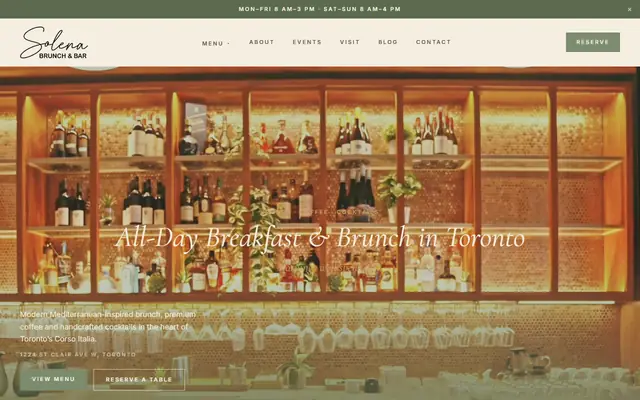 MON–FRI 8 AM–3 PM · SAT–SUN 8 AM–4 PM
×
Solena
BRUNCH & BAR
MENU
ABOUT
EVENTS
VISIT
BLOG
CONTACT
RESERVE
All-Day Breakfast & Brunch in Toronto
Modern Mediterranean-inspired brunch, premium
coffee and handcrafted cocktails in the heart of
Toronto's Corso Italia.
1224 ST CLAIR AVE W, TORONTO
VIEW MENU
RESERVE A TABLE